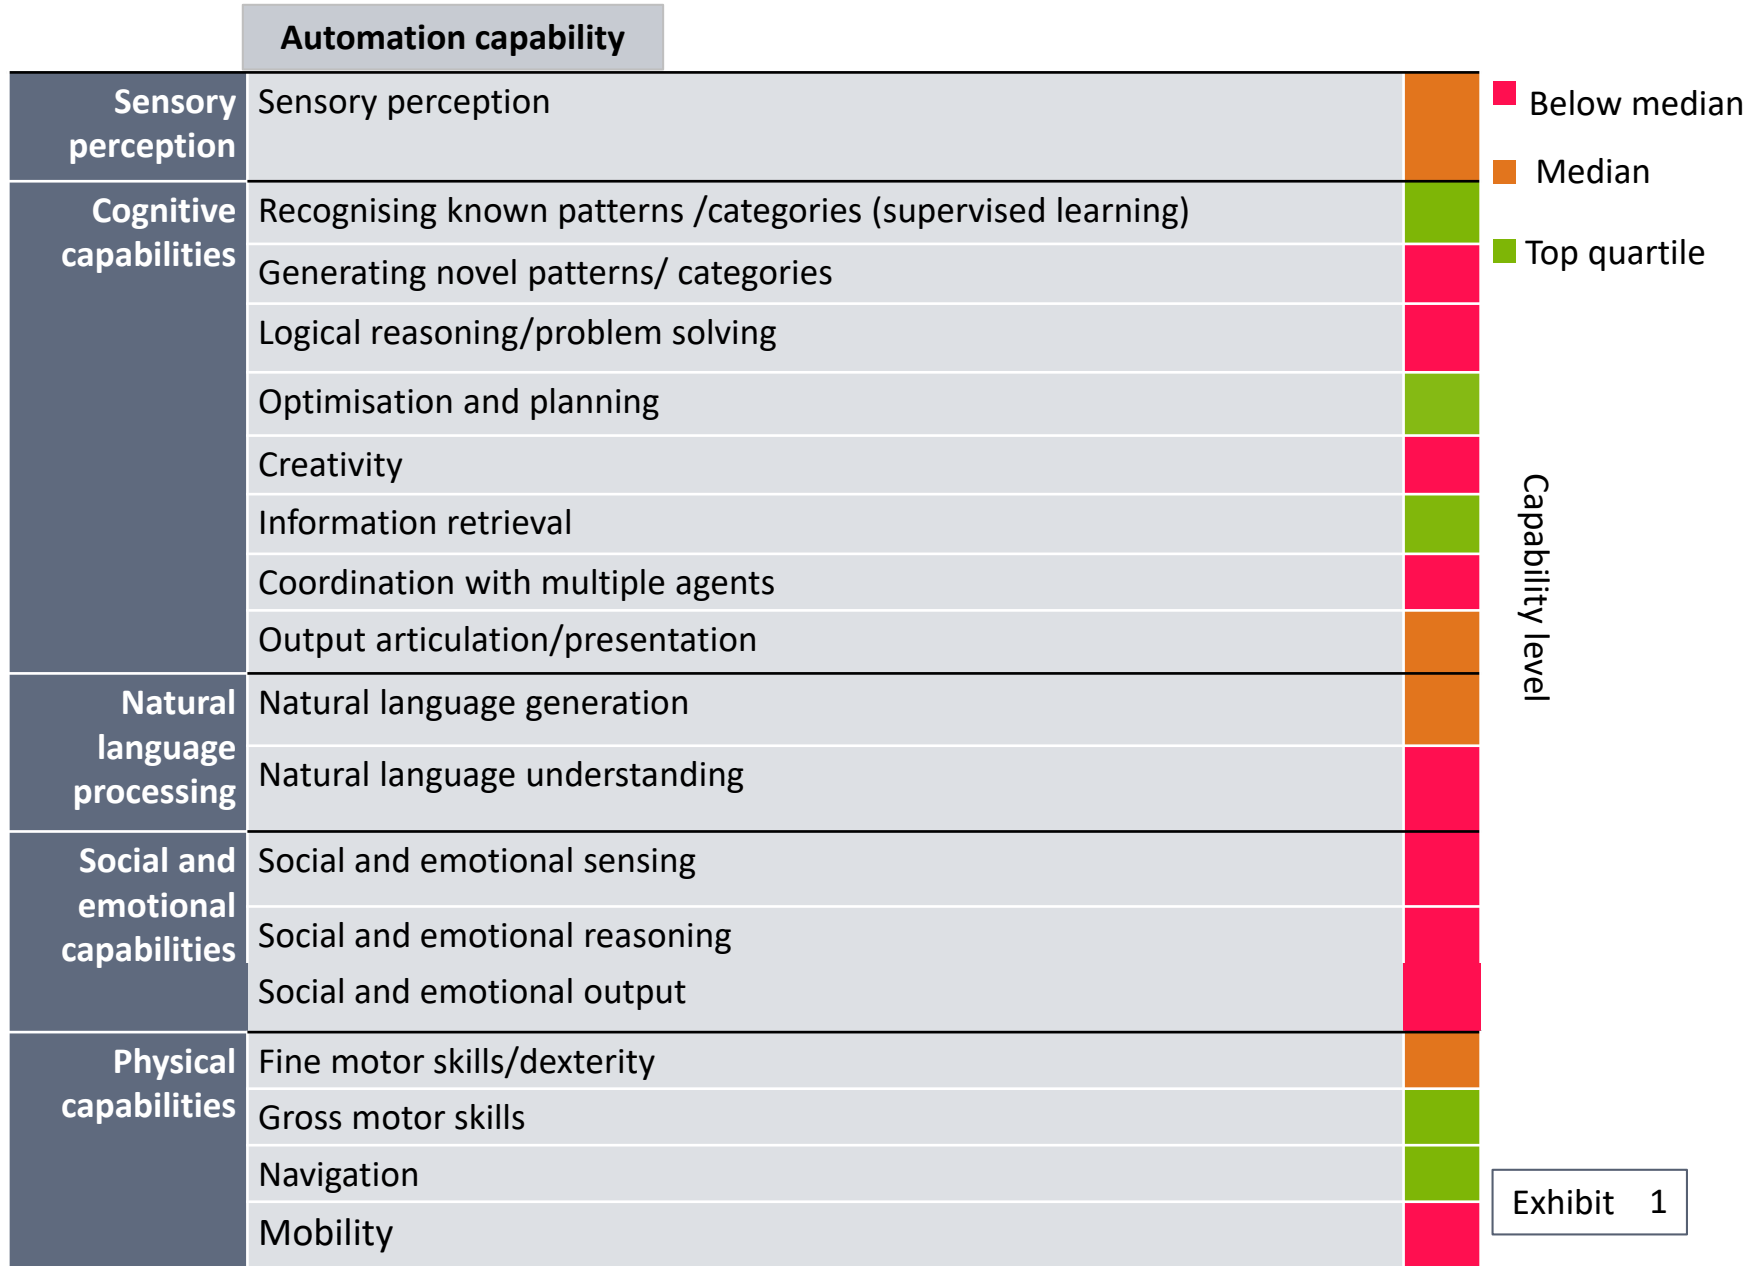 Automation capability
Sensory
perception
Sensory perception
Cognitive
capabilities
Recognising known patterns /categories (supervised learning)
Generating novel patterns/ categories
Logical reasoning/problem solving
Optimisation and planning
Creativity
Information retrieval
Coordination with multiple agents
Output articulation/presentation
Natural
language
processing
Natural language generation
Natural language understanding
Social and
emotional
capabilities
Social and emotional sensing
Social and emotional reasoning
Social and emotional output
Physical
capabilities
Fine motor skills/dexterity
Gross motor skills
Navigation
Mobility
Below median
Median
Top quartile
Capability level
Exhibit 1